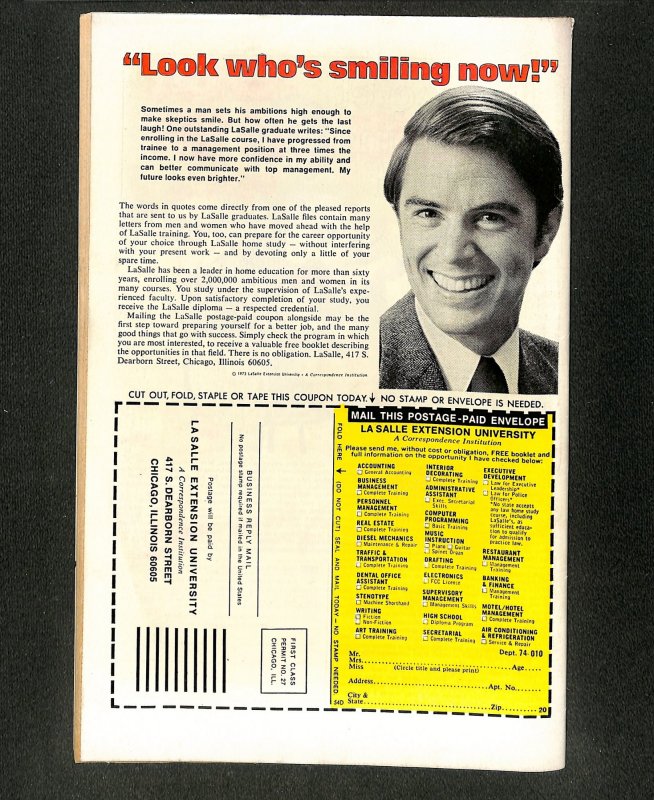 “Look who's smiling now!”
Sometimes a man sets his ambitions high enough to
make skeptics smile. But how often he gets the last
laugh! One outstanding LaSalle graduate writes: “Since
enrolling in the LaSalle course, I have progressed from
trainee to a management position at three times the
income. I now have more confidence in my ability and
can better communicate with top management. My
future looks even brighter.”
The words in quotes come directly from one of the pleased reports
that are sent to us by LaSalle graduates. LaSalle files contain many
letters from men and women who have moved ahead with the help
of LaSalle training. You, too, can prepare for the career opportunity
of your choice through LaSalle home study — without interfering
with your present work — and by devoting only a little of your
spare time.
LaSalle has been a leader in home education for more than sixty
years, enrolling over 2,000,000 ambitious men and women in its
many courses. You study under the supervision of LaSalle's expe-
rienced faculty. Upon satisfactory completion of your study, you
receive the LaSalle diploma — a respected credential.
Mailing the LaSalle postage-paid coupon alongside may be the
first step toward preparing yourself for a better job, and the many
good things that go with success. Simply check the program in which
you are most interested, to receive a valuable free booklet describing
the opportunities in that field. There is no obligation. LaSalle, 417 S.
Dearborn Street, Chicago, Illinois 60605.
© 1973 LaSalle Extension University • A Correspondence Institution
CUT OUT, FOLD, STAPLE OR TAPE THIS COUPON TODAY. NO STAMP OR ENVELOPE IS NEEDED.
FIRST CLASS
PERMIT NO. 27
CHICAGO, ILL.
BUSINESS REPLY MAIL
No postage stamp required if mailed in the United States
Postage will be paid by
LA SALLE EXTENSION UNIVERSITY
A Correspondence Institution
417 S. DEARBORN STREET
CHICAGO, ILLINOIS 60605
FOLD HERE (DO NOT CUT) SEAL AND MAIL TODAY — NO STAMP NEEDED
MAIL THIS POSTAGE-PAID ENVELOPE
LA SALLE EXTENSION UNIVERSITY
A Correspondence Institution
Please send me, without cost or obligation, FREE booklet and
full information on the opportunity I have checked below:
ACCOUNTING
General Accounting
BUSINESS
MANAGEMENT
Complete Training
PERSONNEL
MANAGEMENT
Complete Training
REAL ESTATE
Complete Training
DIESEL MECHANICS
Maintenance & Repair
TRAFFIC &
TRANSPORTATION
Complete Training
DENTAL OFFICE
ASSISTANT
Complete Training
STENOTYPE
Machine Shorthand
WRITING
Fiction
Non-Fiction
ART TRAINING
Complete Training
INTERIOR
DECORATING
Complete Training
ADMINISTRATIVE
ASSISTANT
Exec. Secretarial
Skills
COMPUTER
PROGRAMMING
Basic Training
MUSIC
INSTRUCTION
Piano Guitar
Spinet Organ
DRAFTING
Complete Training
ELECTRONICS
FCC Licence
SUPERVISORY
MANAGEMENT
Management Skills
HIGH SCHOOL
Diploma Program
SECRETARIAL
Complete Training
EXECUTIVE
DEVELOPMENT
Law for Executive
Leadership*
Law for Police
Officers*
*No state accepts
any law home study
course, including
LaSalle's, as
sufficient educa-
tion to qualify
for admission to
practice law.
RESTAURANT
MANAGEMENT
Management
Training
BANKING
& FINANCE
Management
Training
MOTEL/HOTEL
MANAGEMENT
Complete Training
AIR CONDITIONING
& REFRIGERATION
Service & Repair
Dept. 74-010
Mr.
Mrs. Age
Miss (Circle title and please print)
Address Apt. No.
City &
State Zip 20